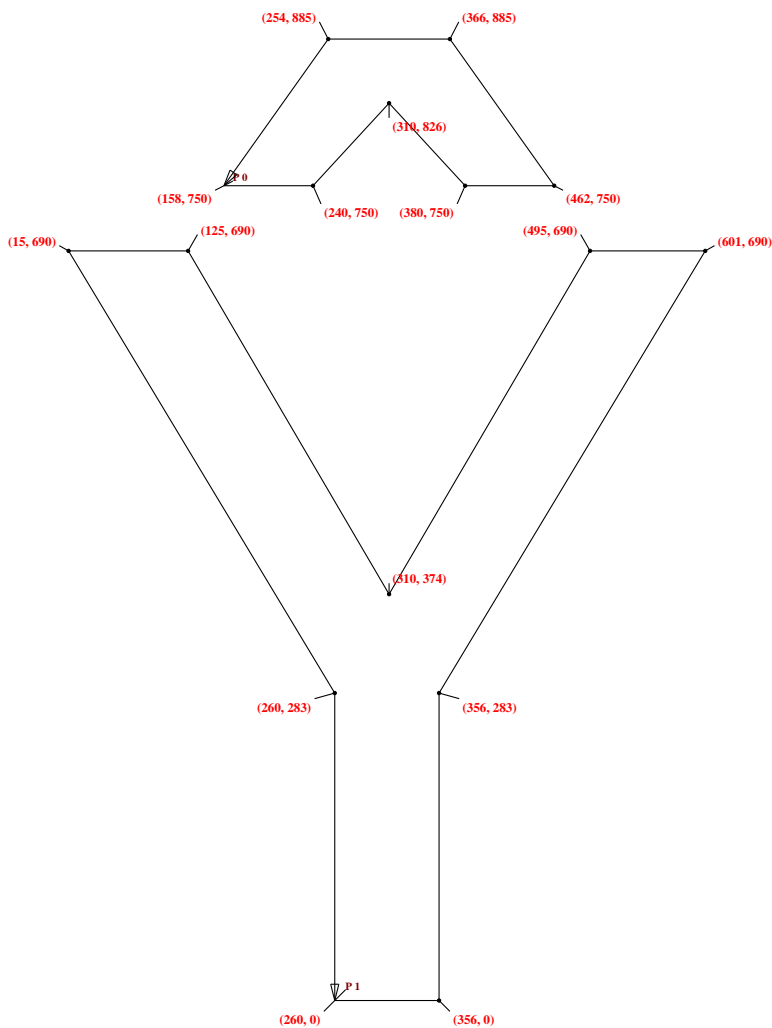 (254, 885) (366, 885)
(310, 826)
P 0
(158, 750) (240, 750) (380, 750) (462, 750)
(15, 690) (125, 690) (495, 690) (601, 690)
(310, 374)
(260, 283) (356, 283)
P 1
(260, 0) (356, 0)